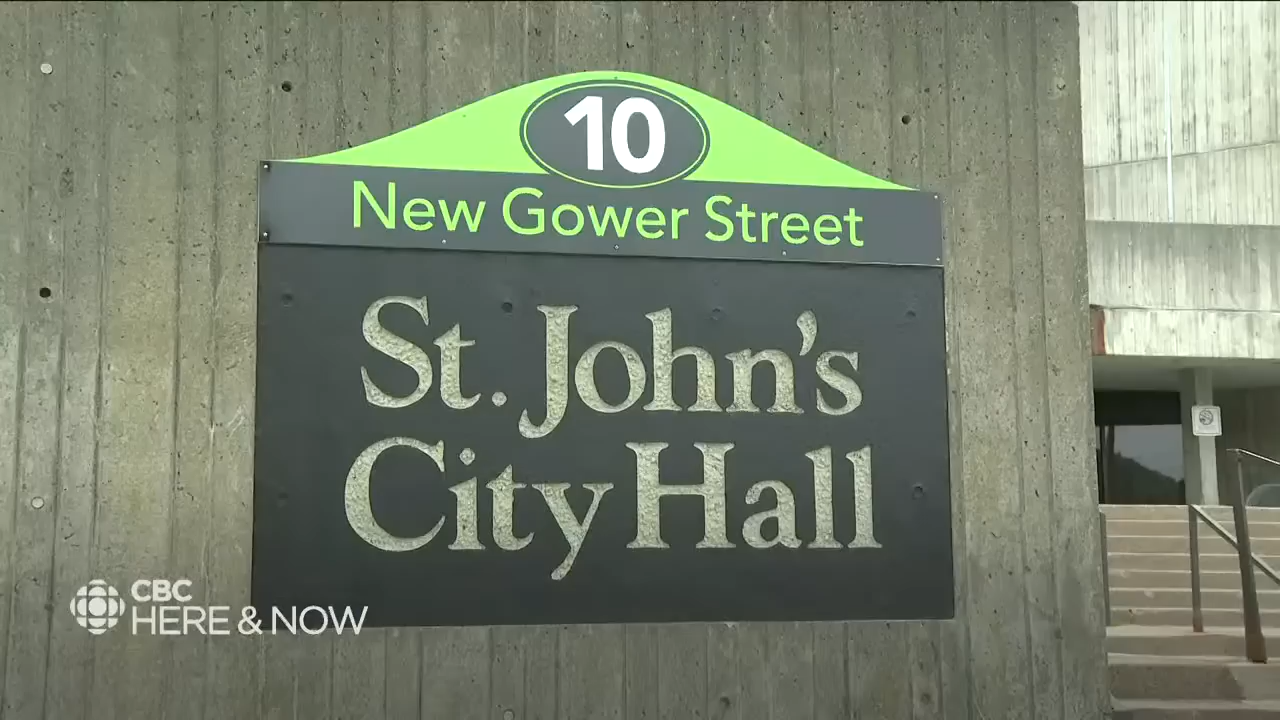 10
New Gower Street
St. John's
City Hall
CBC
HERE & NOW